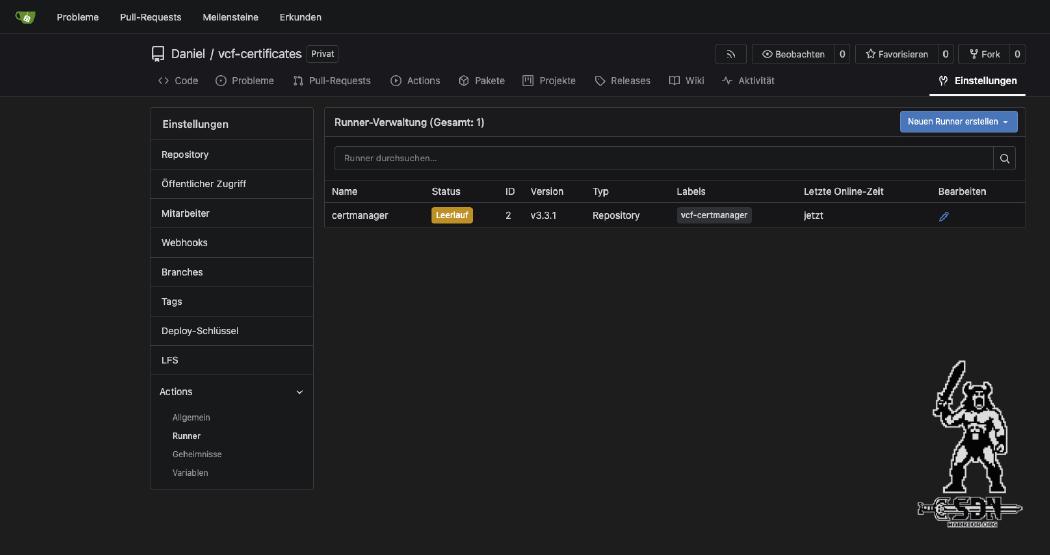 Probleme Pull-Requests Meilensteine Erkunden
Daniel / vcf-certificates Privat
Beobachten 0 Favorisieren 0 Fork 0
Code Probleme Pull-Requests Actions Pakete Projekte Releases Wiki Aktivität Einstellungen
Einstellungen
Repository
Öffentlicher Zugriff
Mitarbeiter
Webhooks
Branches
Tags
Deploy-Schlüssel
LFS
Actions
Allgemein
Runner
Geheimnisse
Variablen
Runner-Verwaltung (Gesamt: 1)
Neuen Runner erstellen
Runner durchsuchen...
Name Status ID Version Typ Labels Letzte Online-Zeit Bearbeiten
certmanager Leerlauf 2 v3.3.1 Repository vcf-certmanager jetzt
SDN
WARRIOR.ORG